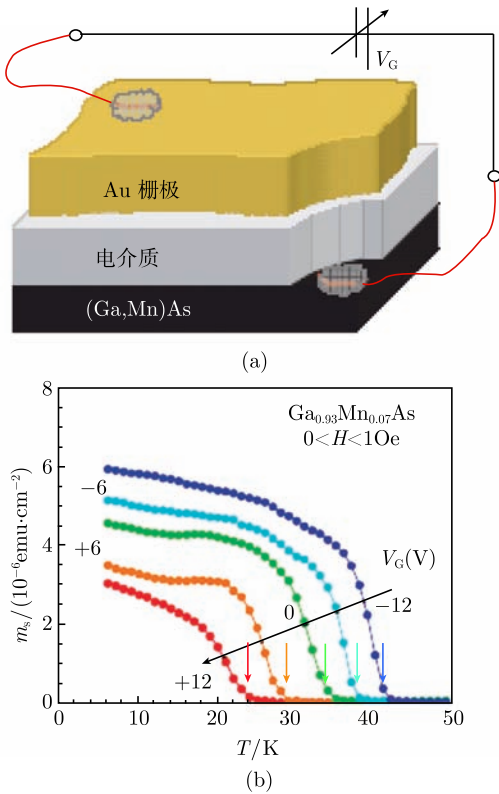 V_G
Au 栅极
电介质
(Ga,Mn)As
(a)
8
6
4
2
0
m_s/(10⁻⁶emu·cm⁻²)
Ga₀.₉₃Mn₀.₀₇As
0<H<1Oe
−6
+6
V_G(V)
0
−12
+12
0
10
20
30
40
50
T/K
(b)